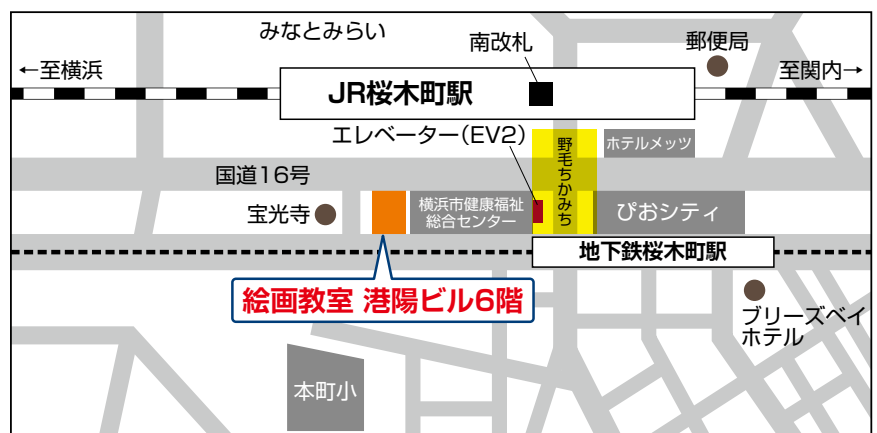 みなとみらい
南改札
郵便局
←至横浜
至関内→
JR桜木町駅
エレベーター(EV2)
野毛ちかみち
ホテルメッツ
国道16号
宝光寺
横浜市健康福祉
総合センター
ぴおシティ
地下鉄桜木町駅
絵画教室 港陽ビル6階
ブリーズベイ
ホテル
本町小